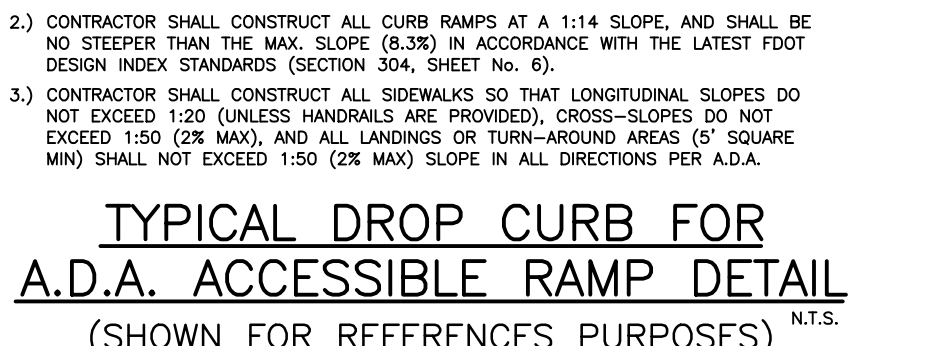 2.) CONTRACTOR SHALL CONSTRUCT ALL CURB RAMPS AT A 1:14 SLOPE, AND SHALL BE
NO STEEPER THAN THE MAX. SLOPE (8.3%) IN ACCORDANCE WITH THE LATEST FDOT
DESIGN INDEX STANDARDS (SECTION 304, SHEET No. 6).
3.) CONTRACTOR SHALL CONSTRUCT ALL SIDEWALKS SO THAT LONGITUDINAL SLOPES DO
NOT EXCEED 1:20 (UNLESS HANDRAILS ARE PROVIDED), CROSS-SLOPES DO NOT
EXCEED 1:50 (2% MAX), AND ALL LANDINGS OR TURN-AROUND AREAS (5' SQUARE
MIN) SHALL NOT EXCEED 1:50 (2% MAX) SLOPE IN ALL DIRECTIONS PER A.D.A.
TYPICAL DROP CURB FOR
A.D.A. ACCESSIBLE RAMP DETAIL
N.T.S.
(SHOWN FOR REFERENCES PURPOSES)